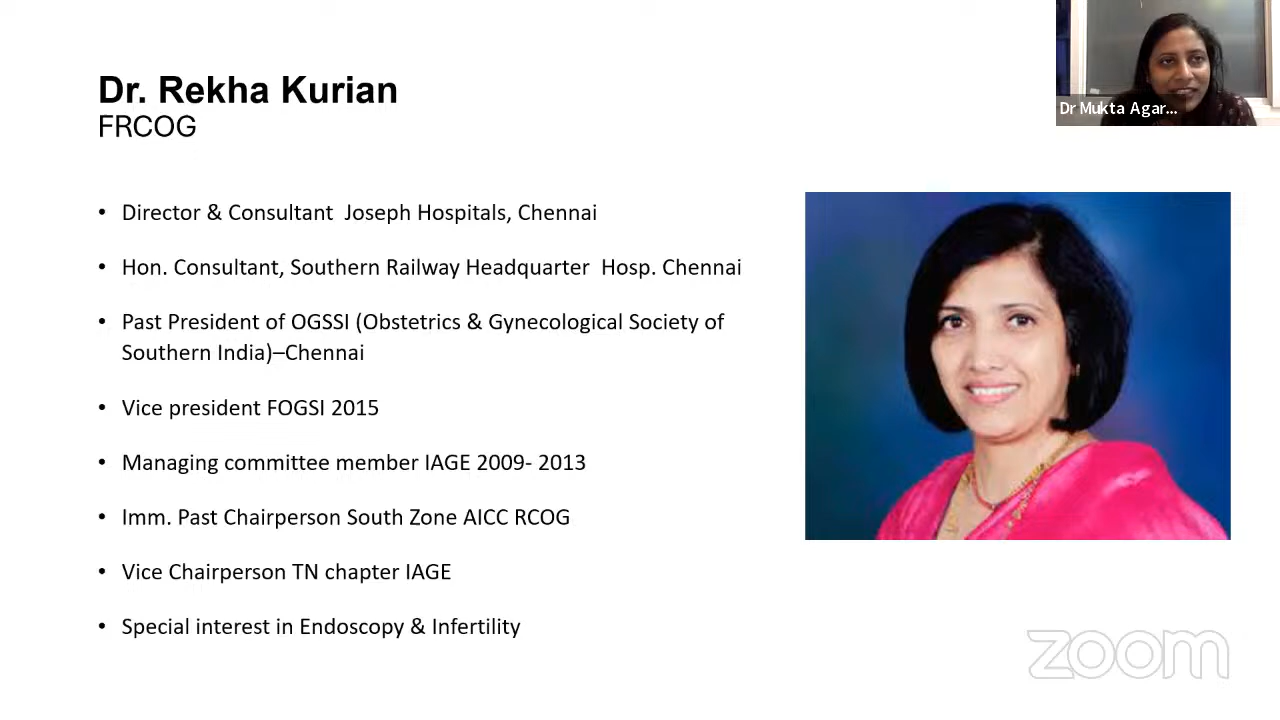 Dr. Rekha Kurian
FRCOG
Dr Mukta Agar...
• Director & Consultant Joseph Hospitals, Chennai
• Hon. Consultant, Southern Railway Headquarter Hosp. Chennai
• Past President of OGSSI (Obstetrics & Gynecological Society of
Southern India)–Chennai
• Vice president FOGSI 2015
• Managing committee member IAGE 2009- 2013
• Imm. Past Chairperson South Zone AICC RCOG
• Vice Chairperson TN chapter IAGE
• Special interest in Endoscopy & Infertility
zoom